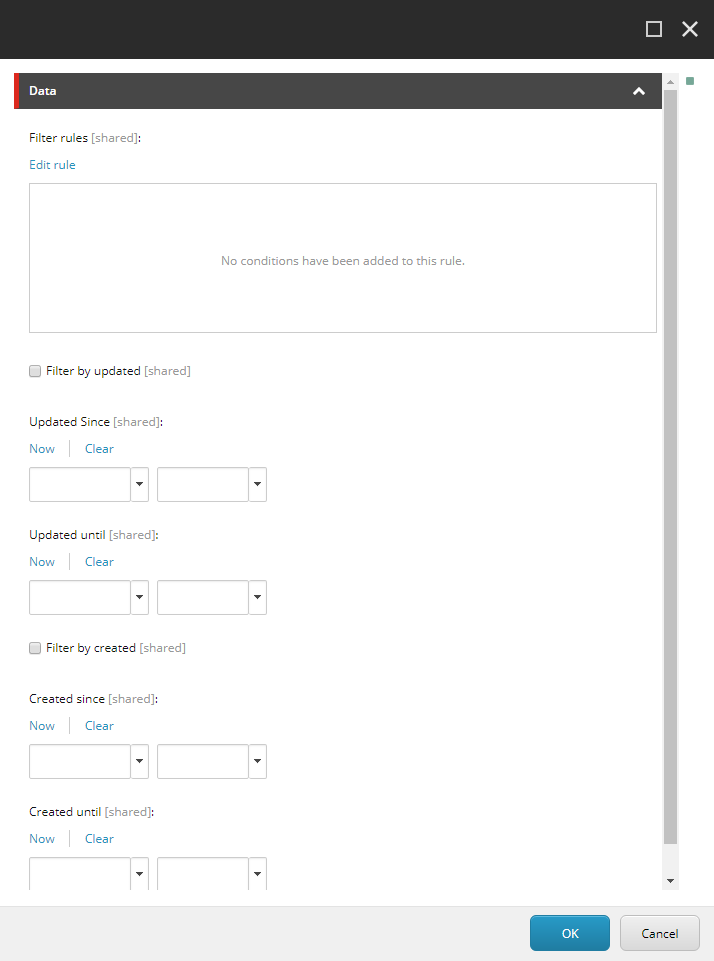 Data
Filter rules [shared]:
Edit rule
No conditions have been added to this rule.
Filter by updated [shared]
Updated Since [shared]:
Now Clear
Updated until [shared]:
Now Clear
Filter by created [shared]
Created since [shared]:
Now Clear
Created until [shared]:
Now Clear
OK Cancel